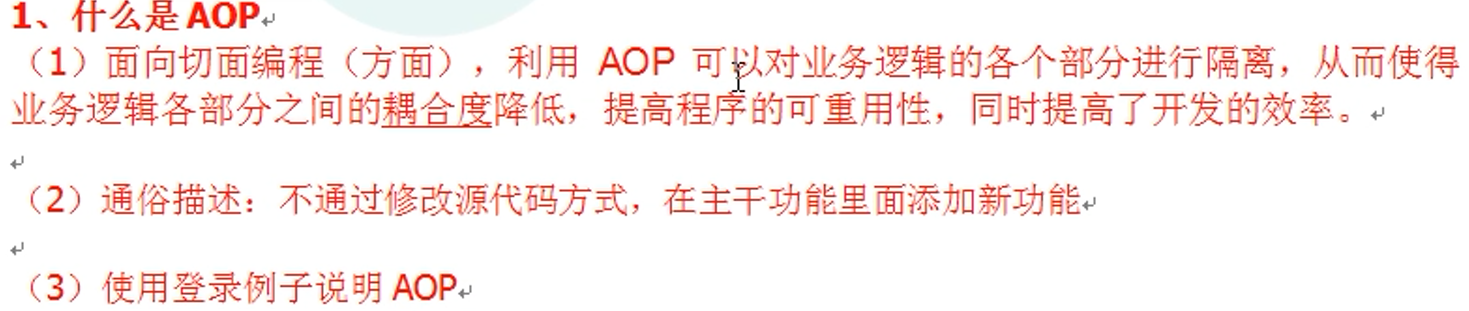 1、什么是 AOP
（1）面向切面编程（方面），利用 AOP 可以对业务逻辑的各个部分进行隔离，从而使得
业务逻辑各部分之间的耦合度降低，提高程序的可重用性，同时提高了开发的效率。
（2）通俗描述：不通过修改源代码方式，在主干功能里面添加新功能
（3）使用登录例子说明 AOP